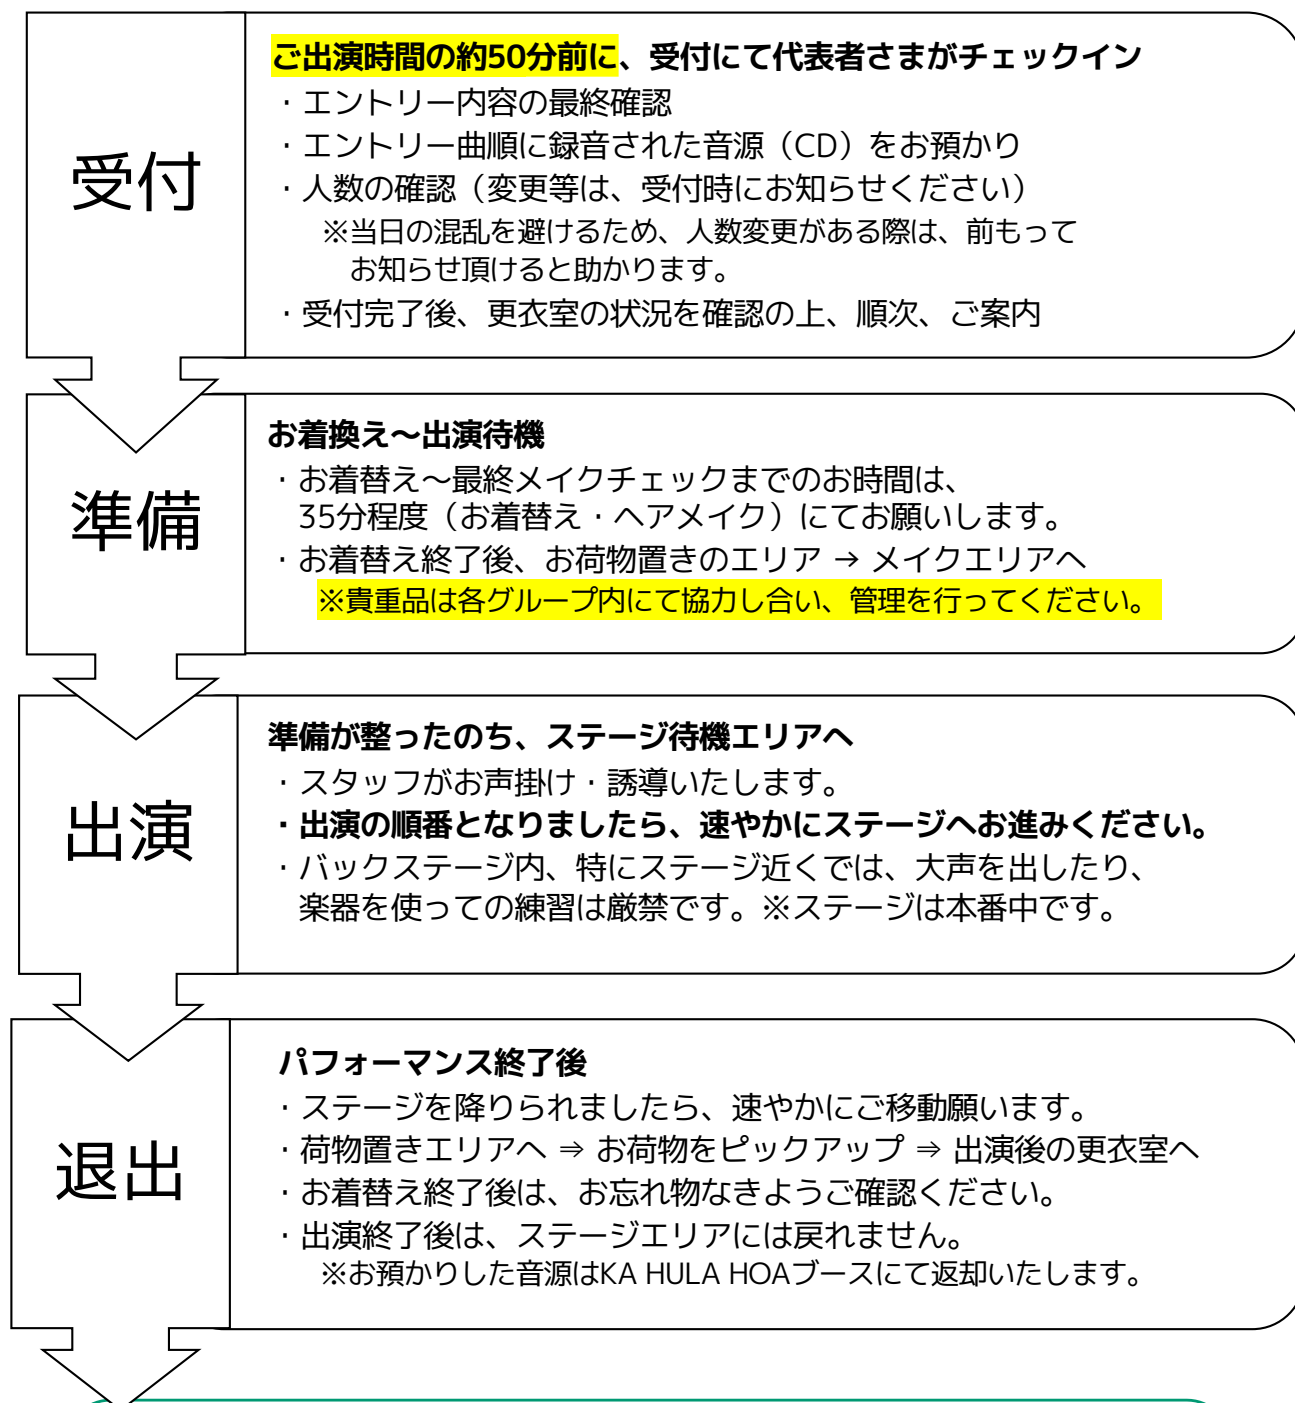 受付
ご出演時間の約50分前に、受付にて代表者さまがチェックイン
・エントリー内容の最終確認
・エントリー曲順に録音された音源（CD）をお預かり
・人数の確認（変更等は、受付時にお知らせください）
※当日の混乱を避けるため、人数変更がある際は、前もって
お知らせ頂けると助かります。
・受付完了後、更衣室の状況を確認の上、順次、ご案内
準備
お着換え～出演待機
・お着替え～最終メイクチェックまでのお時間は、
35分程度（お着替え・ヘアメイク）にてお願いします。
・お着替え終了後、お荷物置きのエリア → メイクエリアへ
※貴重品は各グループ内にて協力し合い、管理を行ってください。
出演
準備が整ったのち、ステージ待機エリアへ
・スタッフがお声掛け・誘導いたします。
・出演の順番となりましたら、速やかにステージへお進みください。
・バックステージ内、特にステージ近くでは、大声を出したり、
楽器を使っての練習は厳禁です。※ステージは本番中です。
退出
パフォーマンス終了後
・ステージを降りられましたら、速やかにご移動願います。
・荷物置きエリアへ ⇒ お荷物をピックアップ ⇒ 出演後の更衣室へ
・お着替え終了後は、お忘れ物なきようご確認ください。
・出演終了後は、ステージエリアには戻れません。
※お預かりした音源はKA HULA HOAブースにて返却いたします。